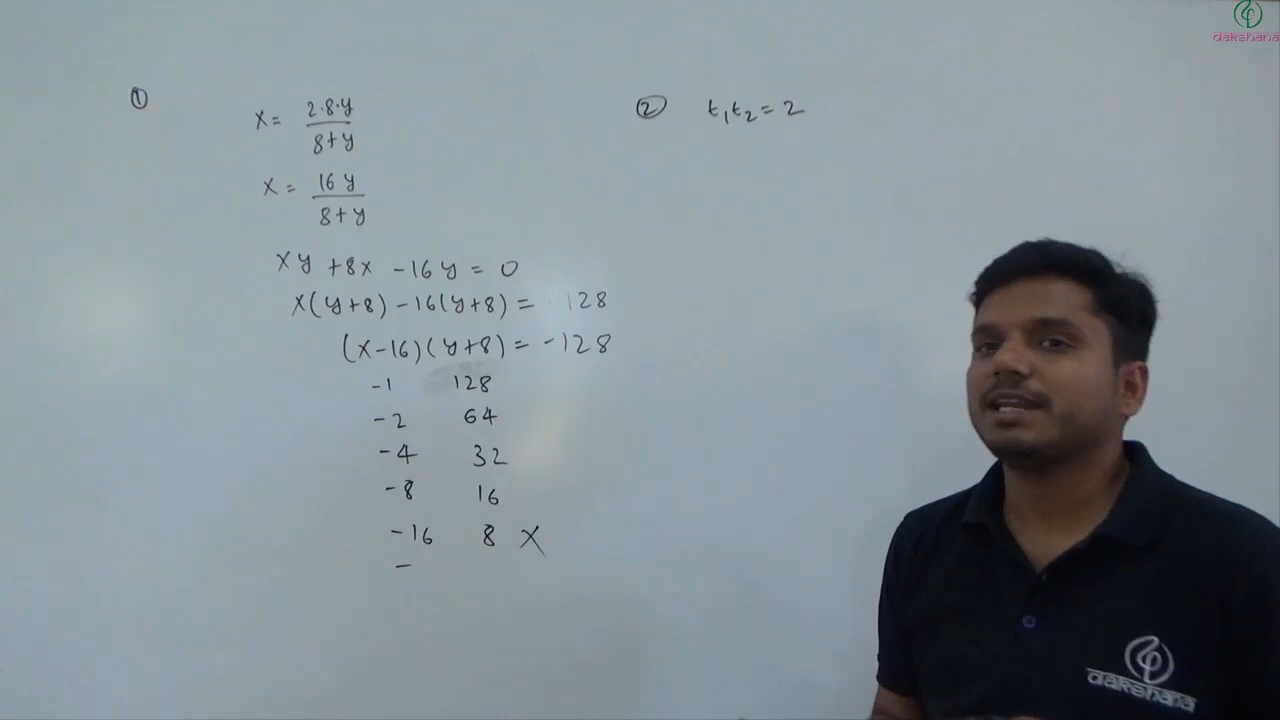 dakshana
①
x = 2·8·y / 8+y
x = 16y / 8+y
xy + 8x - 16y = 0
x(y+8) - 16(y+8) = -128
(x-16)(y+8) = -128
-1 128
-2 64
-4 32
-8 16
-16 8 X
-
② t₁t₂ = 2
dakshana